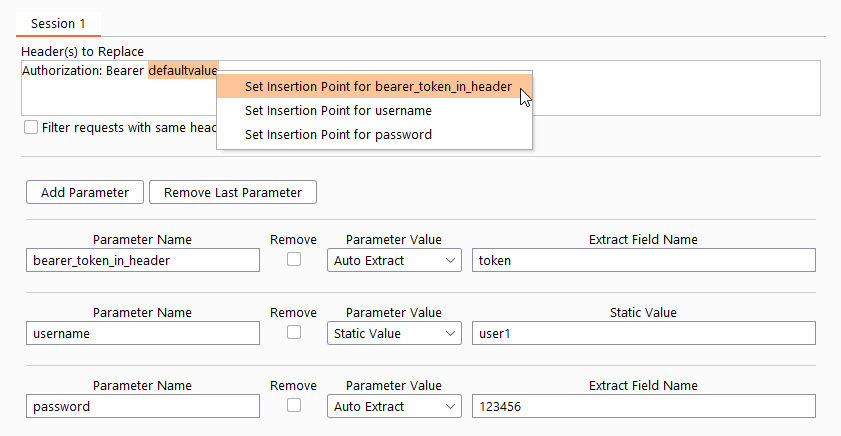 Session 1
Header(s) to Replace
Authorization: Bearer defaultvalue
Set Insertion Point for bearer_token_in_header
Set Insertion Point for username
Filter requests with same head
Set Insertion Point for password
Add Parameter Remove Last Parameter
Parameter Name Remove Parameter Value Extract Field Name
bearer_token_in_header Auto Extract token
Parameter Name Remove Parameter Value Static Value
username Static Value user1
Parameter Name Remove Parameter Value Extract Field Name
password Auto Extract 123456